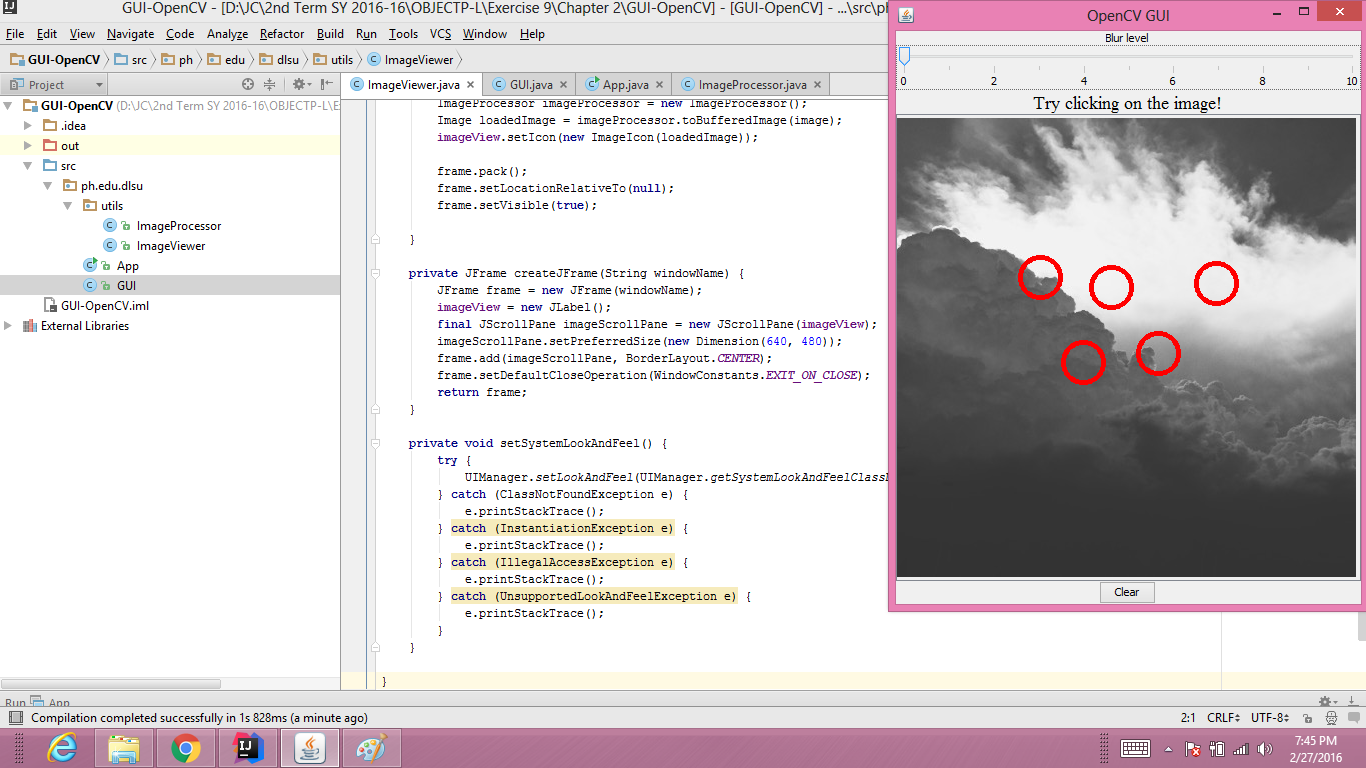 GUI-OpenCV - [D:\JC\2nd Term SY 2016-16\OBJECTP-L\Exercise 9\Chapter 2\GUI-OpenCV] - [GUI-OpenCV] - ...\src\ph
File Edit View Navigate Code Analyze Refactor Build Run Tools VCS Window Help
GUI-OpenCV src ph edu dlsu utils ImageViewer
Project
ImageViewer.java GUI.java App.java ImageProcessor.java
GUI-OpenCV (D:\JC\2nd Term SY 2016-16\OBJECTP-L\E
.idea
out
src
ph.edu.dlsu
utils
ImageProcessor
ImageViewer
App
GUI
GUI-OpenCV.iml
External Libraries
ImageProcessor imageProcessor = new ImageProcessor();
Image loadedImage = imageProcessor.toBufferedImage(image);
imageView.setIcon(new ImageIcon(loadedImage));
frame.pack();
frame.setLocationRelativeTo(null);
frame.setVisible(true);
}
private JFrame createJFrame(String windowName) {
JFrame frame = new JFrame(windowName);
imageView = new JLabel();
final JScrollPane imageScrollPane = new JScrollPane(imageView);
imageScrollPane.setPreferredSize(new Dimension(640, 480));
frame.add(imageScrollPane, BorderLayout.CENTER);
frame.setDefaultCloseOperation(WindowConstants.EXIT_ON_CLOSE);
return frame;
}
private void setSystemLookAndFeel() {
try {
UIManager.setLookAndFeel(UIManager.getSystemLookAndFeelClass
} catch (ClassNotFoundException e) {
e.printStackTrace();
} catch (InstantiationException e) {
e.printStackTrace();
} catch (IllegalAccessException e) {
e.printStackTrace();
} catch (UnsupportedLookAndFeelException e) {
e.printStackTrace();
}
}
}
OpenCV GUI
Blur level
0 2 4 6 8 10
Try clicking on the image!
Clear
Run App
Compilation completed successfully in 1s 828ms (a minute ago)
2:1 CRLF UTF-8
7:45 PM
2/27/2016